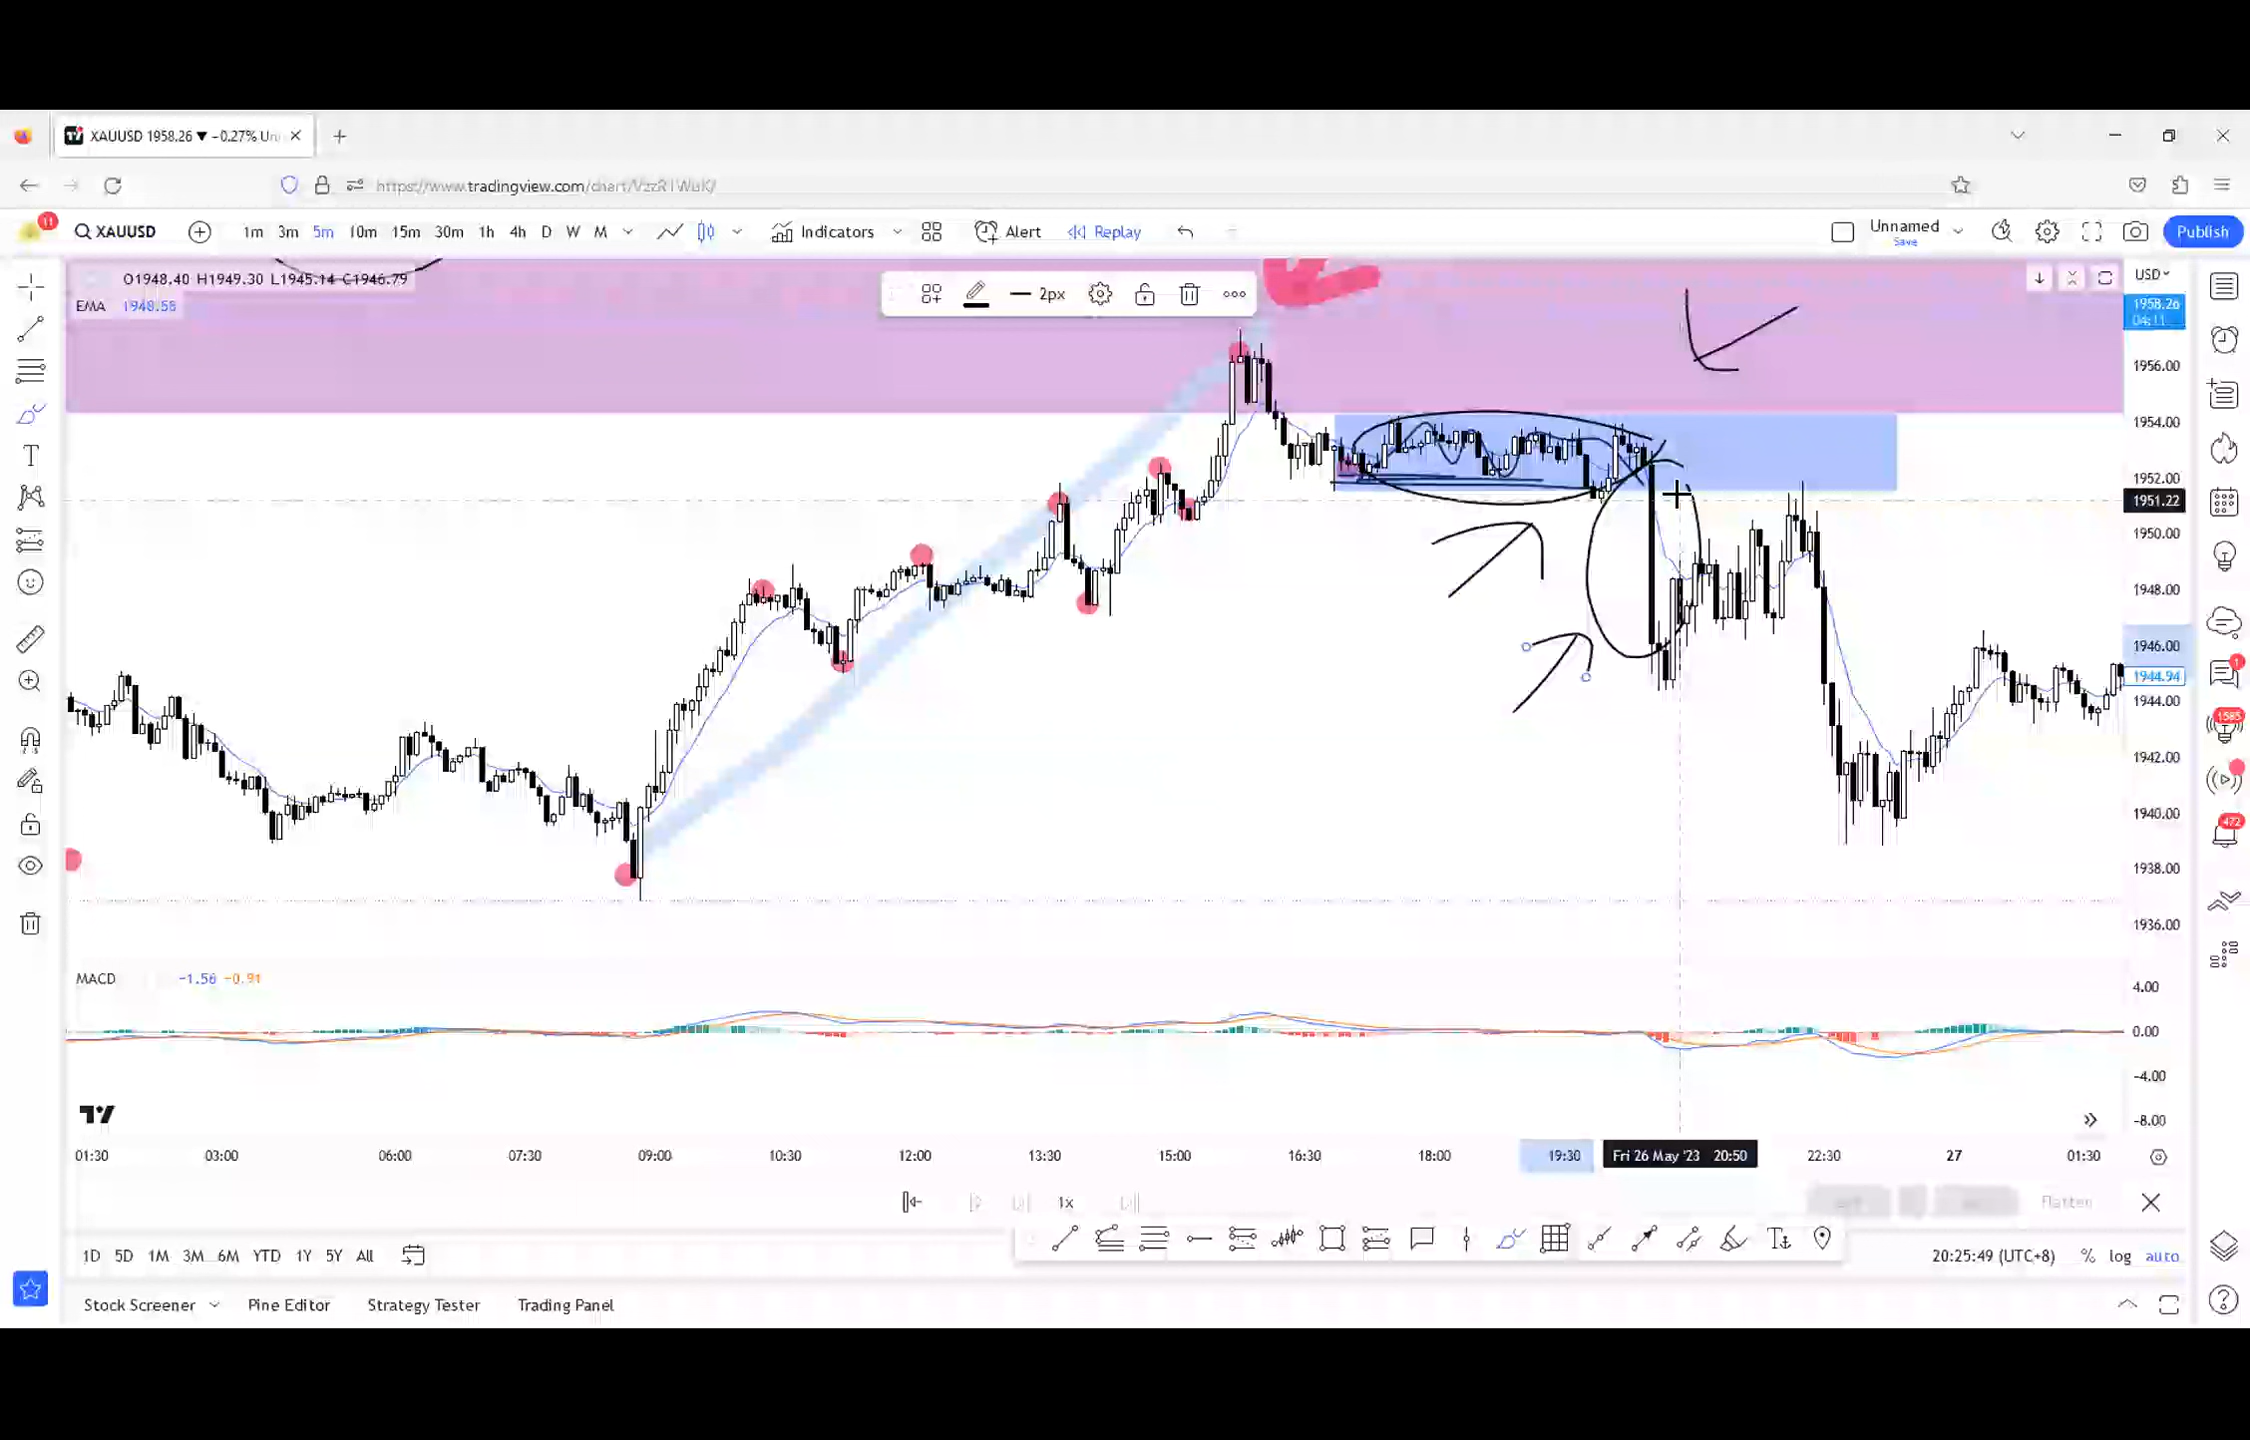 XAUUSD 1958.26 ▼ −0.27% Un
https://www.tradingview.com/chart/VzzR1WuK/
11
XAUUSD 1m 3m 5m 10m 15m 30m 1h 4h D W M Indicators Alert Replay Unnamed Save Publish
O1948.40 H1949.30 L1945.14 C1946.79
EMA 1948.58
2px
USD
1958.26
04:11
1956.00
1954.00
1952.00
1951.22
1950.00
1948.00
1946.00
1944.94
1944.00
1942.00
1940.00
1938.00
1936.00
MACD −1.56 −0.91
4.00
0.00
−4.00
−8.00
1
1585
472
01:30 03:00 06:00 07:30 09:00 10:30 12:00 13:30 15:00 16:30 18:00 19:30 Fri 26 May '23 20:50 22:30 27 01:30
1x Flatten
1D 5D 1M 3M 6M YTD 1Y 5Y All 20:25:49 (UTC+8) % log auto
Stock Screener Pine Editor Strategy Tester Trading Panel